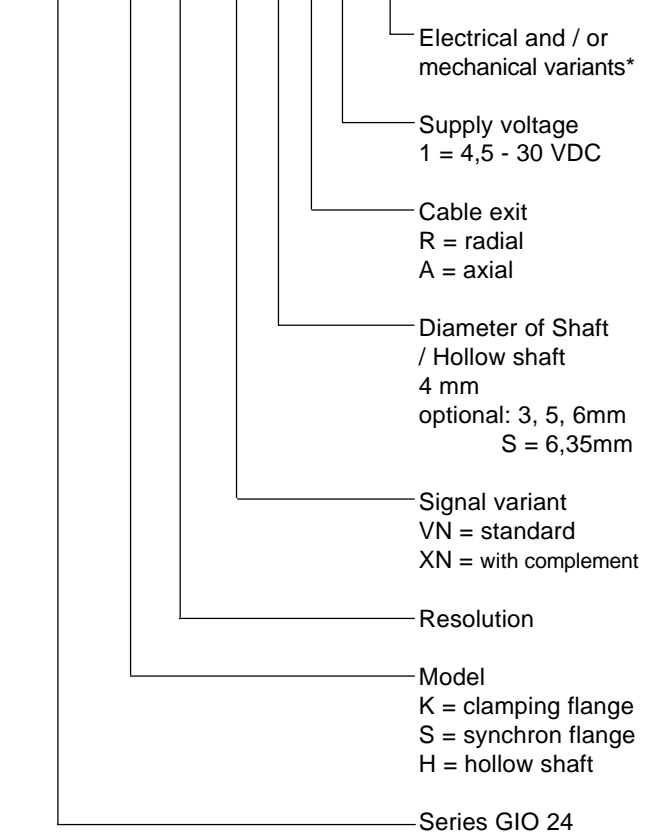 Electrical and / or
mechanical variants*
Supply voltage
1 = 4,5 - 30 VDC
Cable exit
R = radial
A = axial
Diameter of Shaft
/ Hollow shaft
4 mm
optional: 3, 5, 6mm
S = 6,35mm
Signal variant
VN = standard
XN = with complement
Resolution
Model
K = clamping flange
S = synchron flange
H = hollow shaft
Series GIO 24